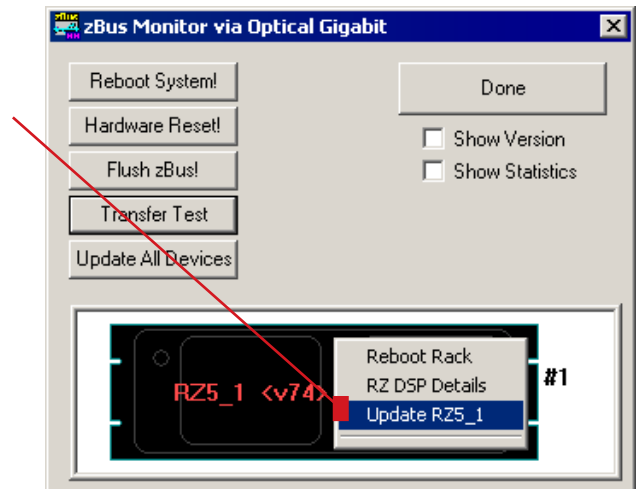 zBus Monitor via Optical Gigabit
Reboot System!
Done
Hardware Reset!
Show Version
Flush zBus!
Show Statistics
Transfer Test
Update All Devices
RZ5_1 <v74>
Reboot Rack
RZ DSP Details
Update RZ5_1
#1